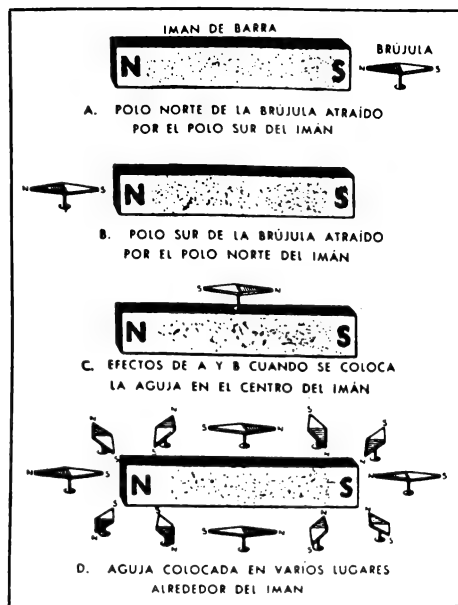 IMAN DE BARRA
BRÚJULA
N S N S
A. POLO NORTE DE LA BRÚJULA ATRAÍDO
POR EL POLO SUR DEL IMÁN
N S N S
B. POLO SUR DE LA BRÚJULA ATRAÍDO
POR EL POLO NORTE DEL IMÁN
S N
N S
C. EFECTOS DE A Y B CUANDO SE COLOCA
LA AGUJA EN EL CENTRO DEL IMÁN
N N S N S S
S S N N
N S N S N S
S S N N
N N S N S S
D. AGUJA COLOCADA EN VARIOS LUGARES
ALREDEDOR DEL IMAN